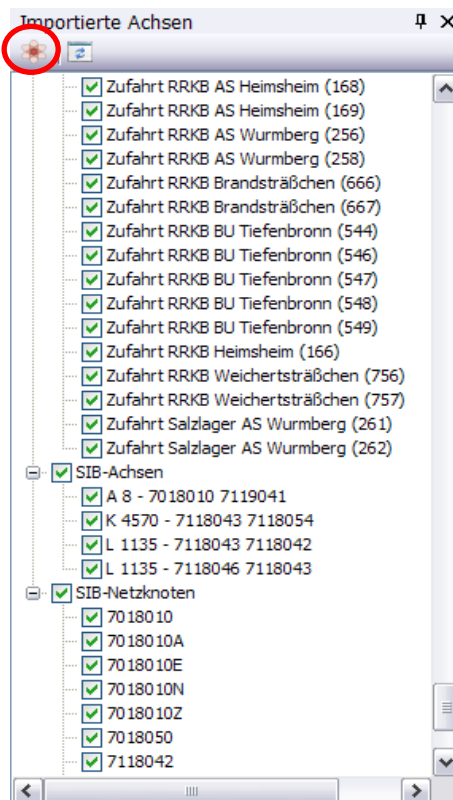 Importierte Achsen
Zufahrt RRKB AS Heimsheim (168)
Zufahrt RRKB AS Heimsheim (169)
Zufahrt RRKB AS Wurmberg (256)
Zufahrt RRKB AS Wurmberg (258)
Zufahrt RRKB Brandsträßchen (666)
Zufahrt RRKB Brandsträßchen (667)
Zufahrt RRKB BU Tiefenbronn (544)
Zufahrt RRKB BU Tiefenbronn (546)
Zufahrt RRKB BU Tiefenbronn (547)
Zufahrt RRKB BU Tiefenbronn (548)
Zufahrt RRKB BU Tiefenbronn (549)
Zufahrt RRKB Heimsheim (166)
Zufahrt RRKB Weichertsträßchen (756)
Zufahrt RRKB Weichertsträßchen (757)
Zufahrt Salzlager AS Wurmberg (261)
Zufahrt Salzlager AS Wurmberg (262)
SIB-Achsen
A 8 - 7018010 7119041
K 4570 - 7118043 7118054
L 1135 - 7118043 7118042
L 1135 - 7118046 7118043
SIB-Netzknoten
7018010
7018010A
7018010E
7018010N
7018010Z
7018050
7118042